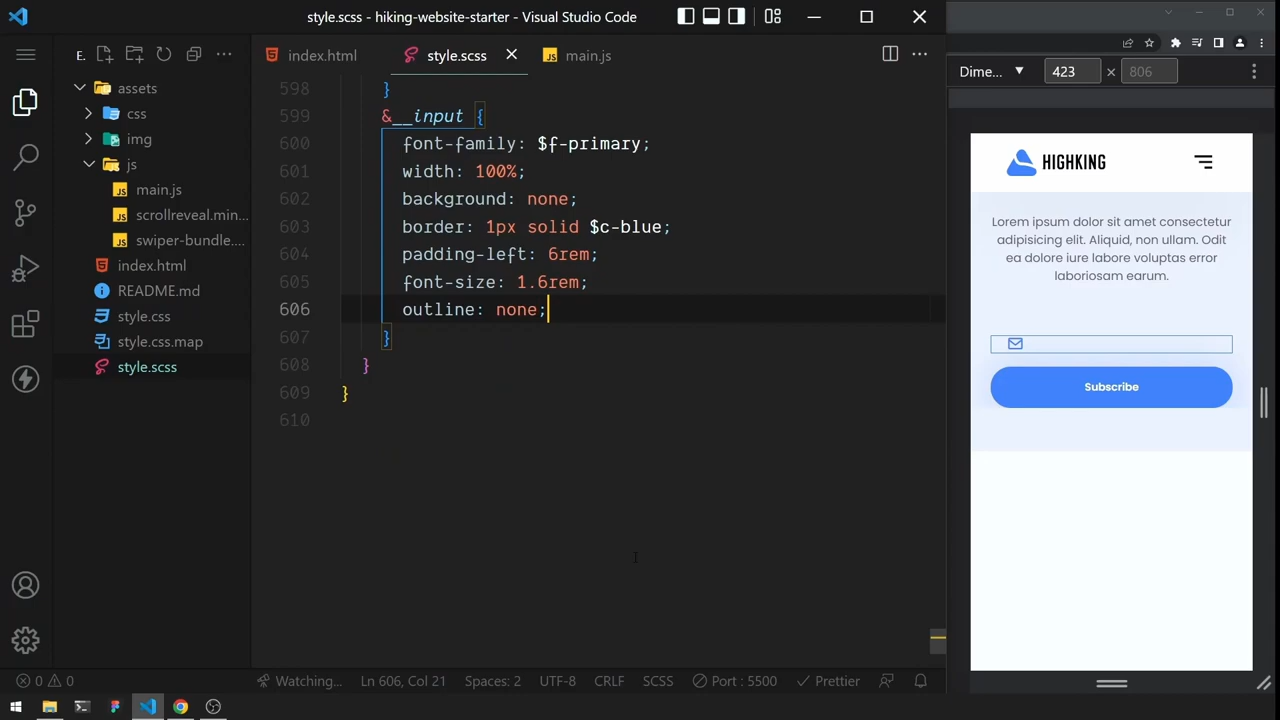 style.scss - hiking-website-starter - Visual Studio Code
E.
index.html
style.scss
main.js
assets
css
img
js
main.js
scrollreveal.min...
swiper-bundle....
index.html
README.md
style.css
style.css.map
style.scss
598 }
599 &__input {
600 font-family: $f-primary;
601 width: 100%;
602 background: none;
603 border: 1px solid $c-blue;
604 padding-left: 6rem;
605 font-size: 1.6rem;
606 outline: none;
607 }
608 }
609 }
610
0 0
Watching...
Ln 606, Col 21
Spaces: 2
UTF-8
CRLF
SCSS
Port : 5500
Prettier
Dime...
423 × 806
HIGHKING
Lorem ipsum dolor sit amet consectetur
adipisicing elit. Aliquid, non ullam. Odit
ea dolore iure labore voluptas error
laboriosam earum.
Subscribe